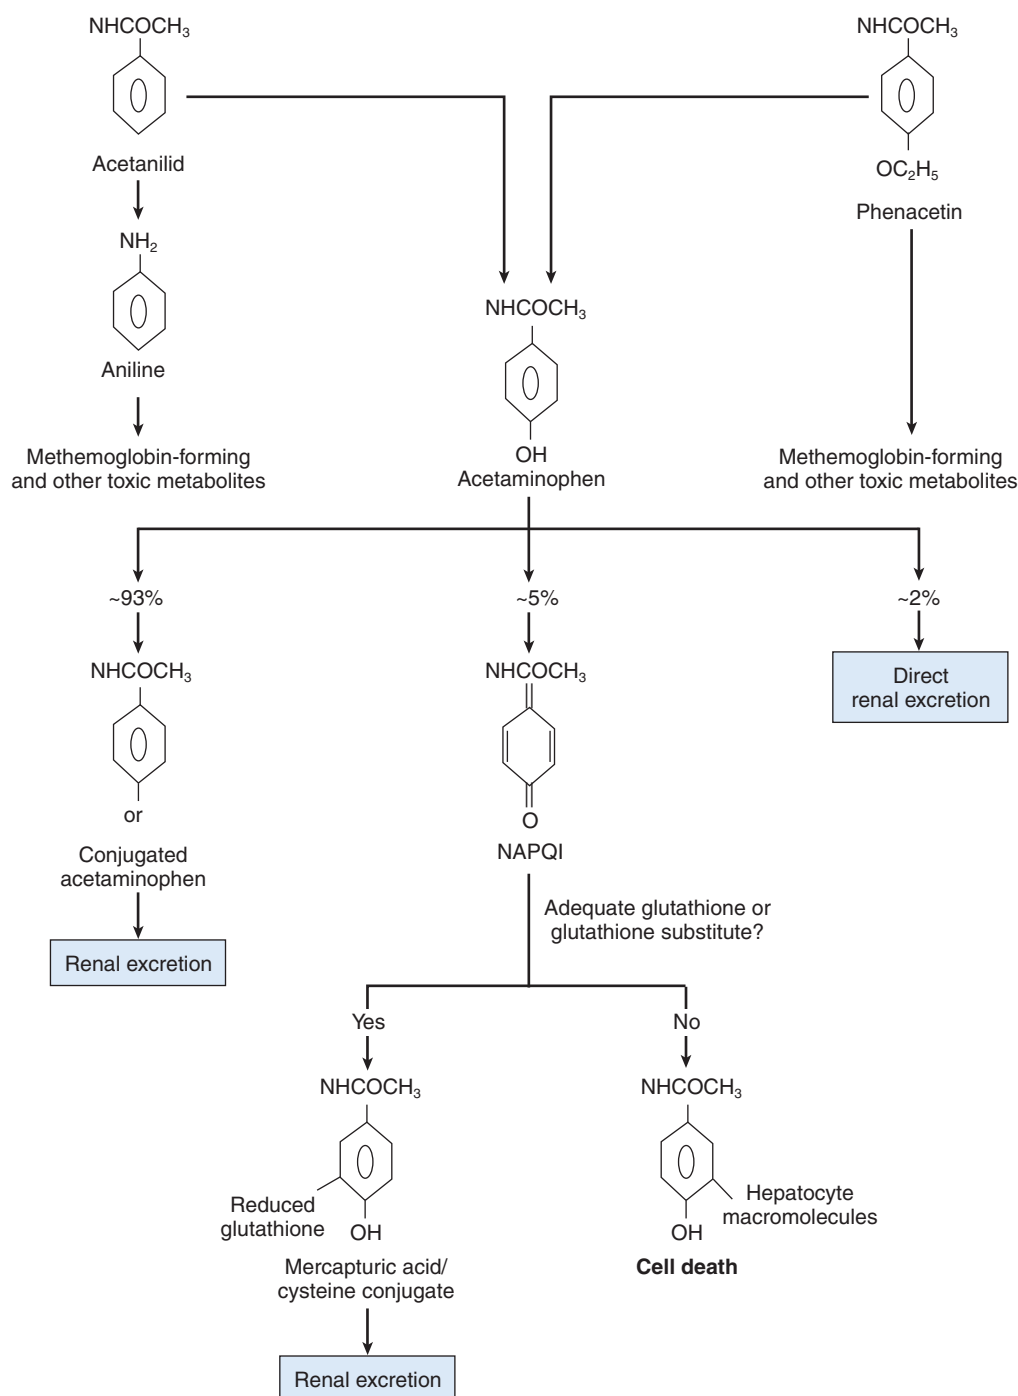 NHCOCH₃
Acetanilid
NH₂
Aniline
Methemoglobin-forming
and other toxic metabolites
NHCOCH₃
OC₂H₅
Phenacetin
Methemoglobin-forming
and other toxic metabolites
NHCOCH₃
OH
Acetaminophen
~93%
NHCOCH₃
or
Conjugated
acetaminophen
Renal excretion
~5%
NHCOCH₃
O
NAPQI
~2%
Direct
renal excretion
Adequate glutathione or
glutathione substitute?
Yes
NHCOCH₃
Reduced
glutathione
OH
Mercapturic acid/
cysteine conjugate
Renal excretion
No
NHCOCH₃
Hepatocyte
macromolecules
OH
Cell death